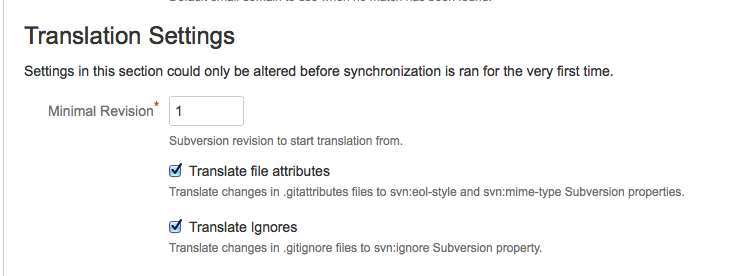 Translation Settings
Settings in this section could only be altered before synchronization is ran for the very first time.
Minimal Revision* 1
Subversion revision to start translation from.
Translate file attributes
Translate changes in .gitattributes files to svn:eol-style and svn:mime-type Subversion properties.
Translate Ignores
Translate changes in .gitignore files to svn:ignore Subversion property.